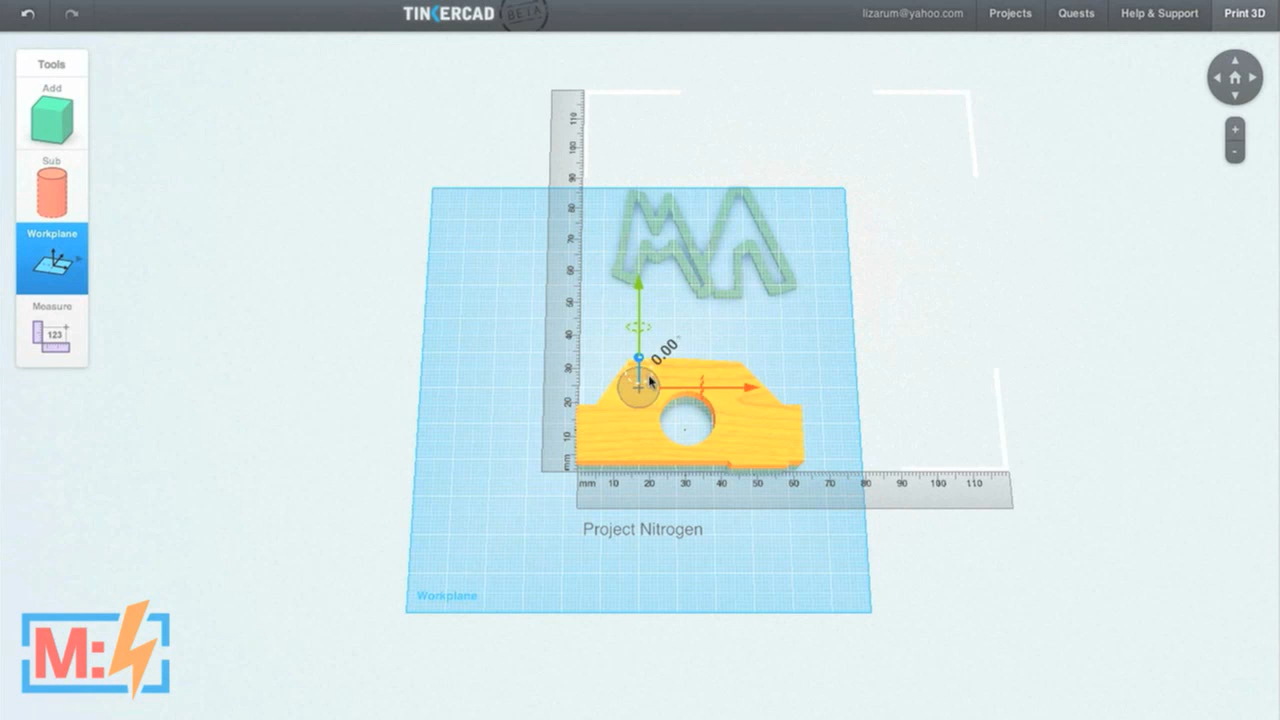 TINKERCAD BETA
lizarum@yahoo.com Projects Quests Help & Support Print 3D
Tools
Add
Sub
Workplane
Measure
123
110
100
90
80
70
60
50
40
30
20
10
mm
0.00
mm 10 20 30 40 50 60 70 80 90 100 110
Project Nitrogen
Workplane
M: